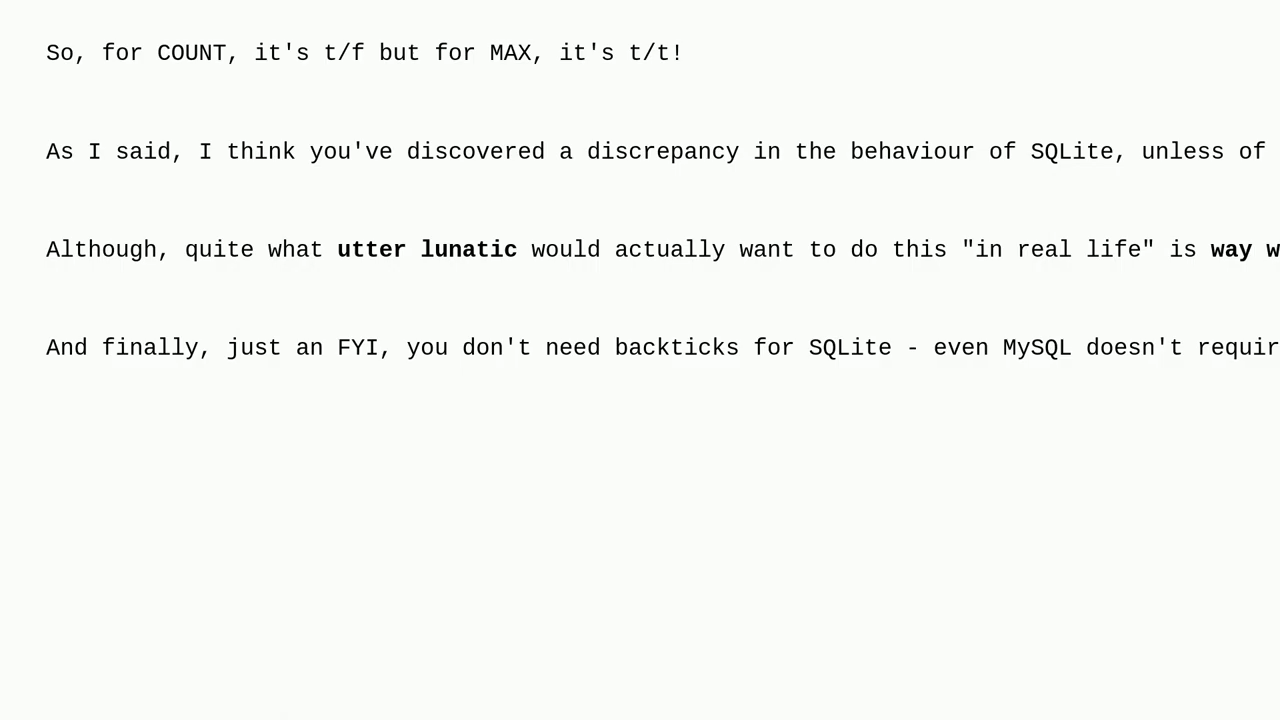 So, for COUNT, it's t/f but for MAX, it's t/t!
As I said, I think you've discovered a discrepancy in the behaviour of SQLite, unless of
Although, quite what utter lunatic would actually want to do this "in real life" is way
And finally, just an FYI, you don't need backticks for SQLite - even MySQL doesn't